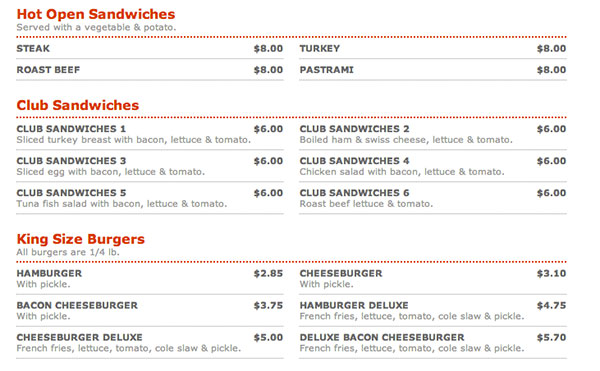 Hot Open Sandwiches
Served with a vegetable & potato.
STEAK $8.00 TURKEY $8.00
ROAST BEEF $8.00 PASTRAMI $8.00
Club Sandwiches
CLUB SANDWICHES 1 $6.00 CLUB SANDWICHES 2 $6.00
Sliced turkey breast with bacon, lettuce & tomato. Boiled ham & swiss cheese, lettuce & tomato.
CLUB SANDWICHES 3 $6.00 CLUB SANDWICHES 4 $6.00
Sliced egg with bacon, lettuce & tomato. Chicken salad with bacon, lettuce & tomato.
CLUB SANDWICHES 5 $6.00 CLUB SANDWICHES 6 $6.00
Tuna fish salad with bacon, lettuce & tomato. Roast beef lettuce & tomato.
King Size Burgers
All burgers are 1/4 lb.
HAMBURGER $2.85 CHEESEBURGER $3.10
With pickle. With pickle.
BACON CHEESEBURGER $3.75 HAMBURGER DELUXE $4.75
With pickle. French fries, lettuce, tomato, cole slaw & pickle.
CHEESEBURGER DELUXE $5.00 DELUXE BACON CHEESEBURGER $5.70
French fries, lettuce, tomato, cole slaw & pickle. French fries, lettuce, tomato, cole slaw & pickle.